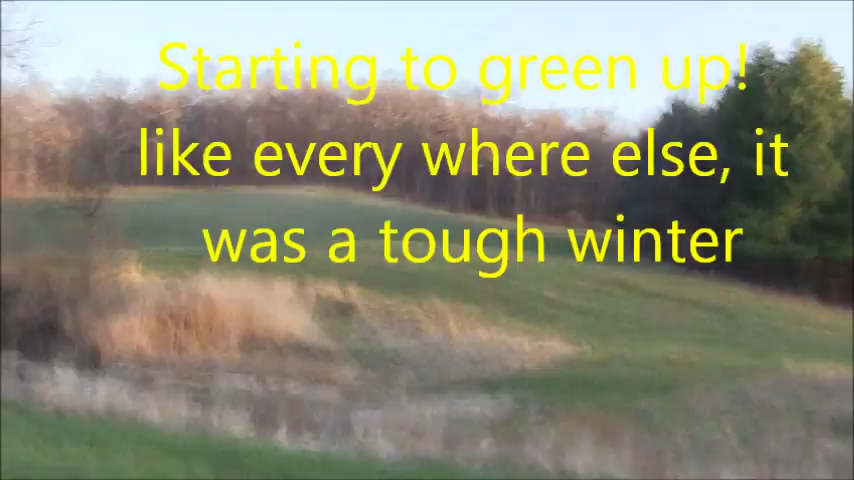 Starting to green up!
like every where else, it
was a tough winter